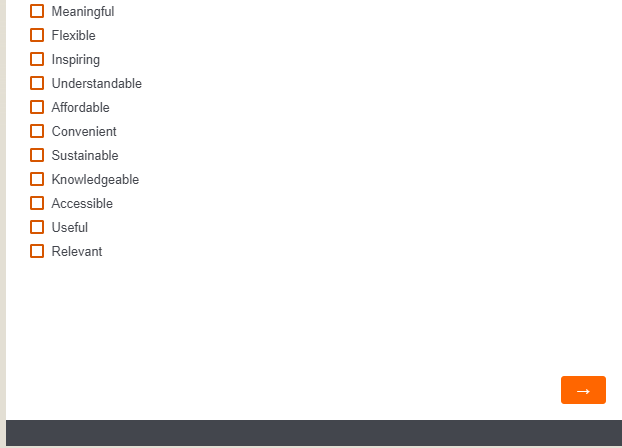 Meaningful
Flexible
Inspiring
Understandable
Affordable
Convenient
Sustainable
Knowledgeable
Accessible
Useful
Relevant
→